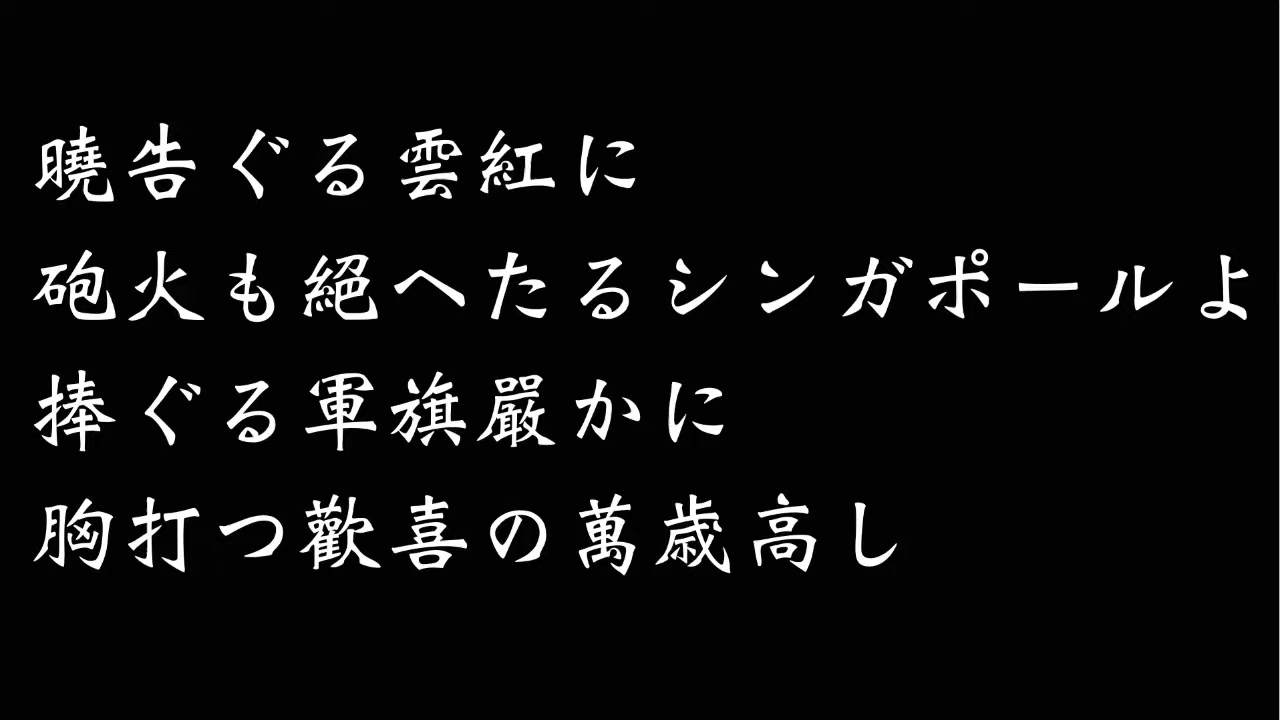 曉告ぐる雲紅に
砲火も絕へたるシンガポールよ
捧ぐる軍旗嚴かに
胸打つ歡喜の萬歳高し